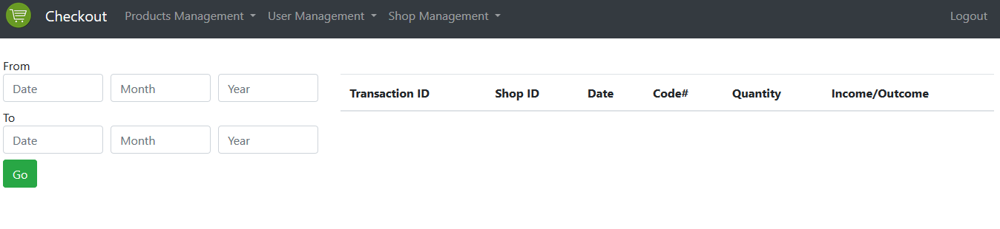 Checkout Products Management User Management Shop Management Logout
From
Date Month Year
To
Date Month Year
Go
Transaction ID Shop ID Date Code# Quantity Income/Outcome